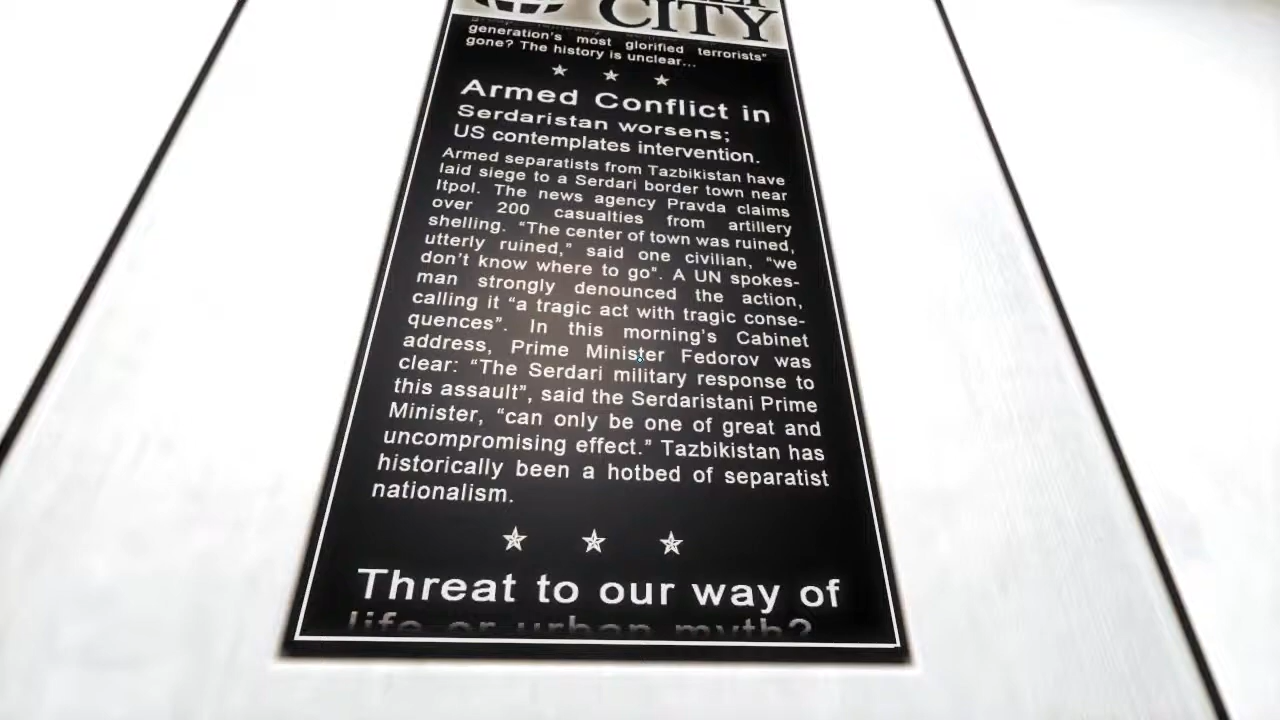 CITY
generation's most glorified terrorists"
gone? The history is unclear...
Armed Conflict in
Serdaristan worsens;
US contemplates intervention.
Armed separatists from Tazbikistan have
laid siege to a Serdari border town near
Itpol. The news agency Pravda claims
over 200 casualties from artillery
shelling. “The center of town was ruined,
utterly ruined,” said one civilian, “we
don’t know where to go”. A UN spokes-
man strongly denounced the action,
calling it “a tragic act with tragic conse-
quences”. In this morning’s Cabinet
address, Prime Minister Fedorov was
clear: “The Serdari military response to
this assault”, said the Serdaristani Prime
Minister, “can only be one of great and
uncompromising effect.” Tazbikistan has
historically been a hotbed of separatist
nationalism.
Threat to our way of
life or urban myth?